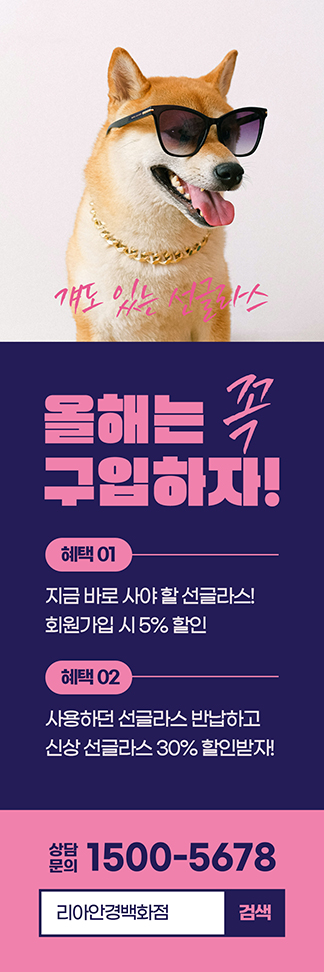 걔도 있는 선글라스
올해는 꼭
구입하자!
혜택 01
지금 바로 사야 할 선글라스!
회원가입 시 5% 할인
혜택 02
사용하던 선글라스 반납하고
신상 선글라스 30% 할인받자!
상담
문의 1500-5678
리아안경백화점 검색